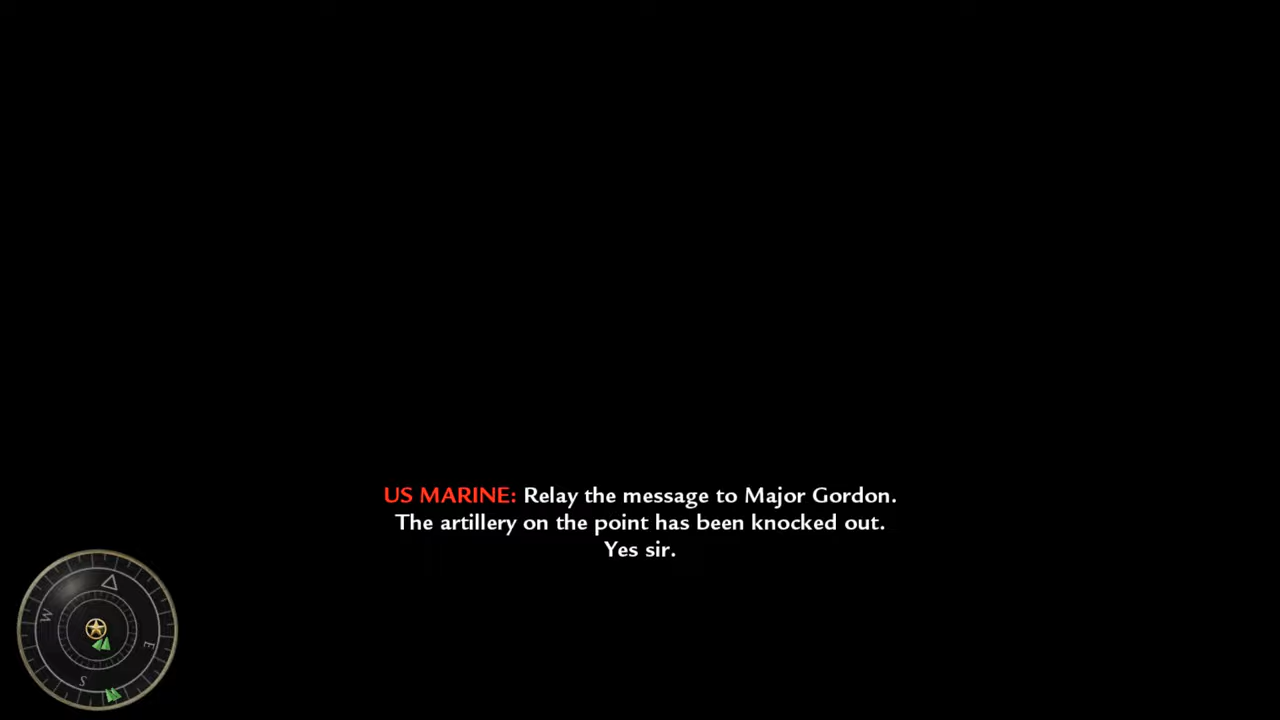 US MARINE: Relay the message to Major Gordon.
The artillery on the point has been knocked out.
Yes sir.
W
E
S